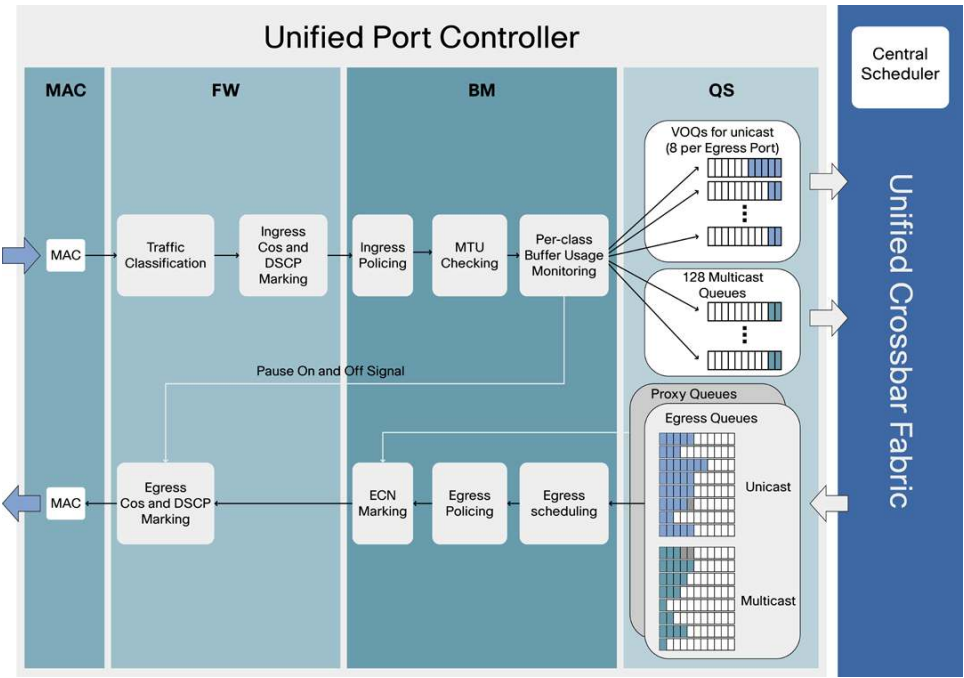 Unified Port Controller
Central
Scheduler
MAC
FW
BM
QS
VOQs for unicast
(8 per Egress Port)
MAC
Traffic
Classification
Ingress
Cos and
DSCP
Marking
Ingress
Policing
MTU
Checking
Per-class
Buffer Usage
Monitoring
128 Multicast
Queues
Unified Crossbar Fabric
Pause On and Off Signal
Proxy Queues
Egress Queues
Unicast
Multicast
MAC
Egress
Cos and DSCP
Marking
ECN
Marking
Egress
Policing
Egress
scheduling